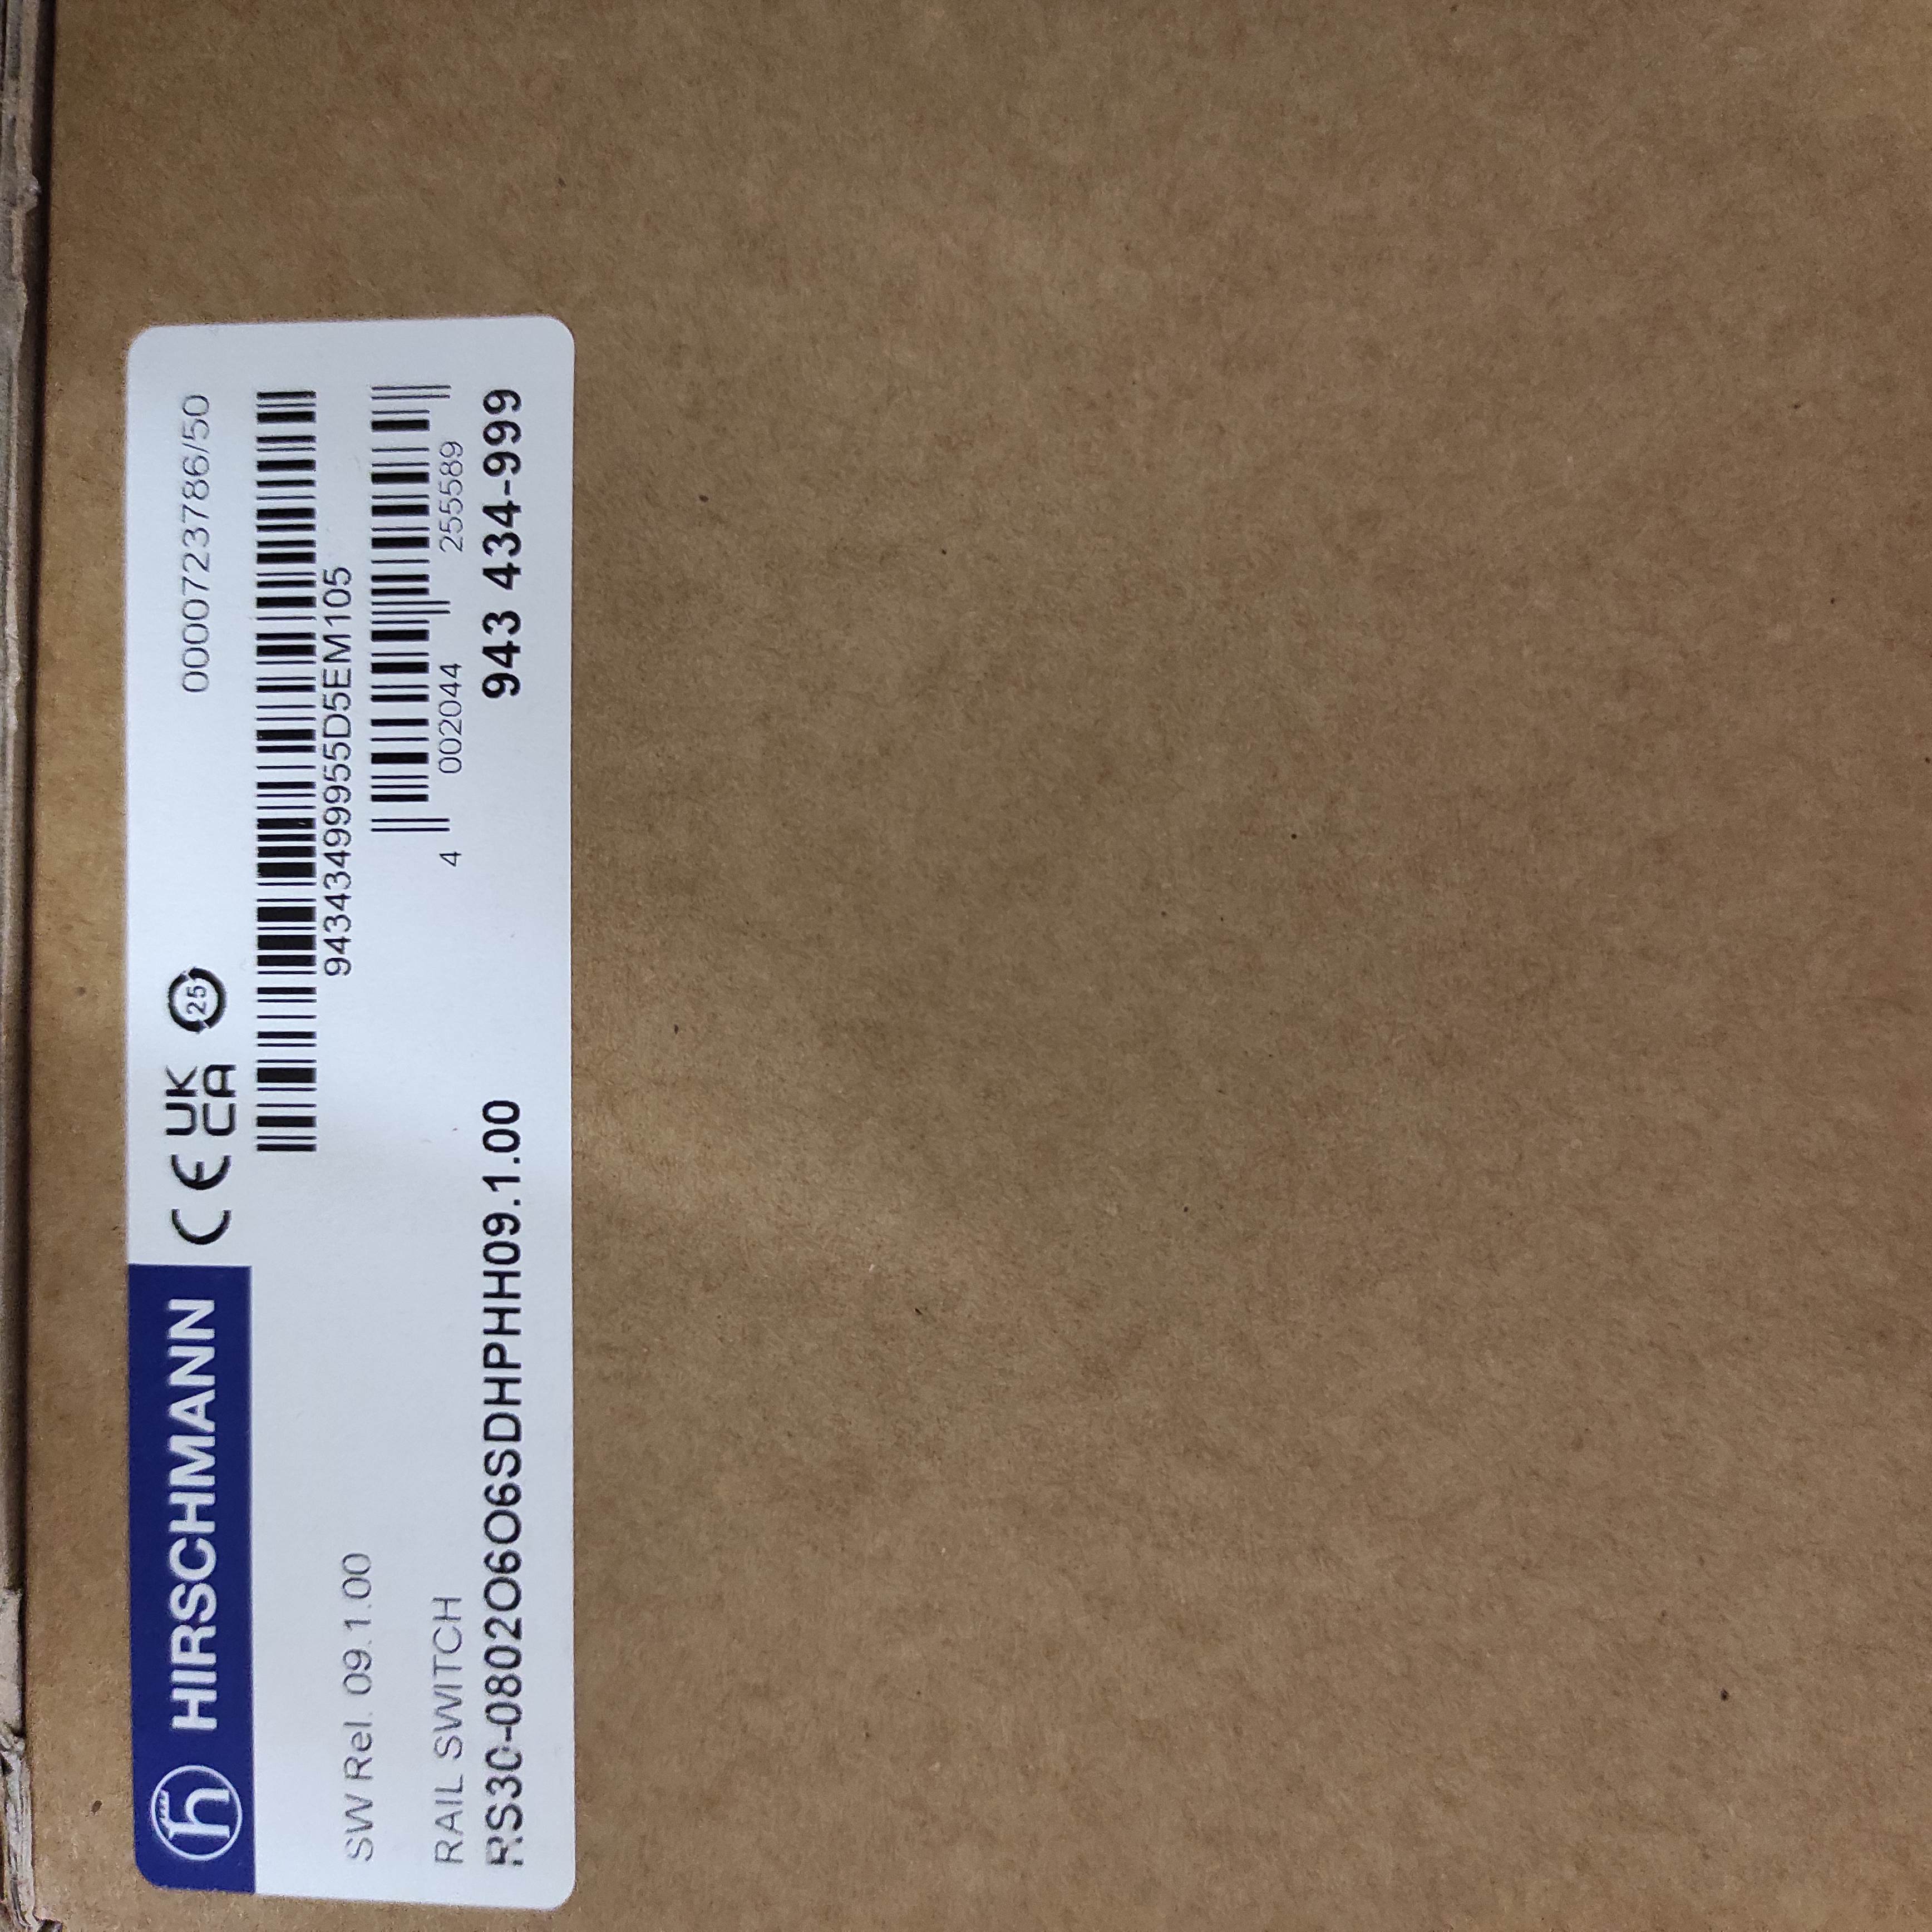 HIRSCHMANN
CE UK CA 25
0000723786/50
943434999955D5EM105
SW Rel. 09.1.00
4 002044 255589
RAIL SWITCH
RS30-0802O6O6SDHPHH09.1.00
943 434-999